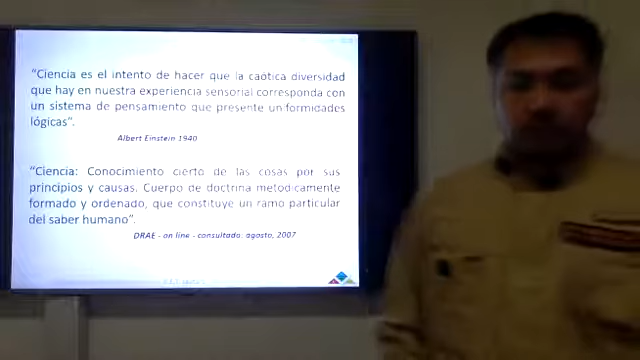 “Ciencia es el intento de hacer que la caótica diversidad
que hay en nuestra experiencia sensorial corresponda con
un sistema de pensamiento que presente uniformidades
lógicas”.
Albert Einstein 1940
“Ciencia: Conocimiento cierto de las cosas por sus
principios y causas. Cuerpo de doctrina metódicamente
formado y ordenado, que constituye un ramo particular
del saber humano”.
DRAE - on line - consultado: agosto, 2007